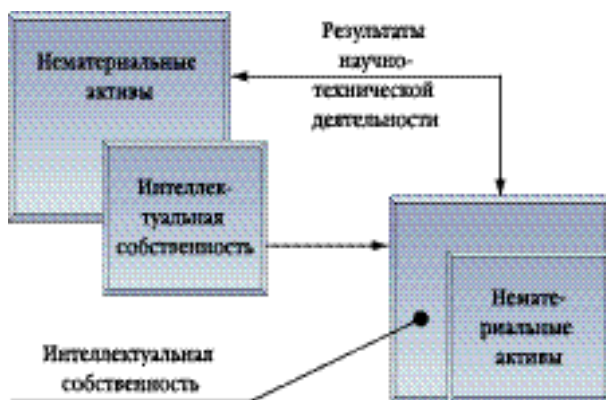 Нематериальные
активы
Результаты
научно-
технической
деятельности
Интеллек-
туальная
собственность
Немате-
риальные
активы
Интеллектуальная
собственность